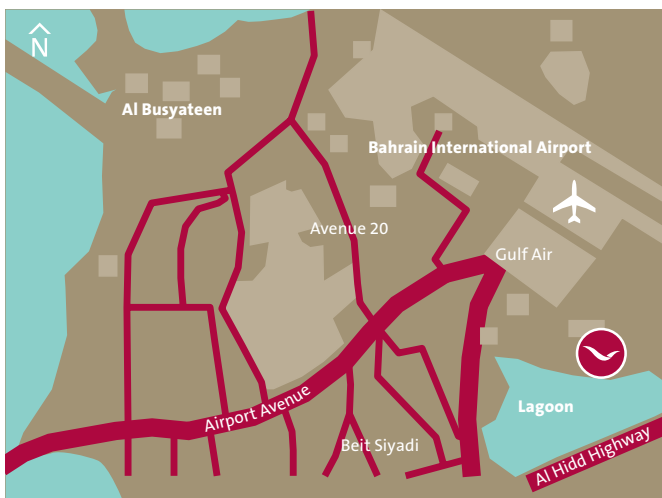 N
Al Busyateen
Bahrain International Airport
Avenue 20
Gulf Air
Airport Avenue
Lagoon
Beit Siyadi
Al Hidd Highway